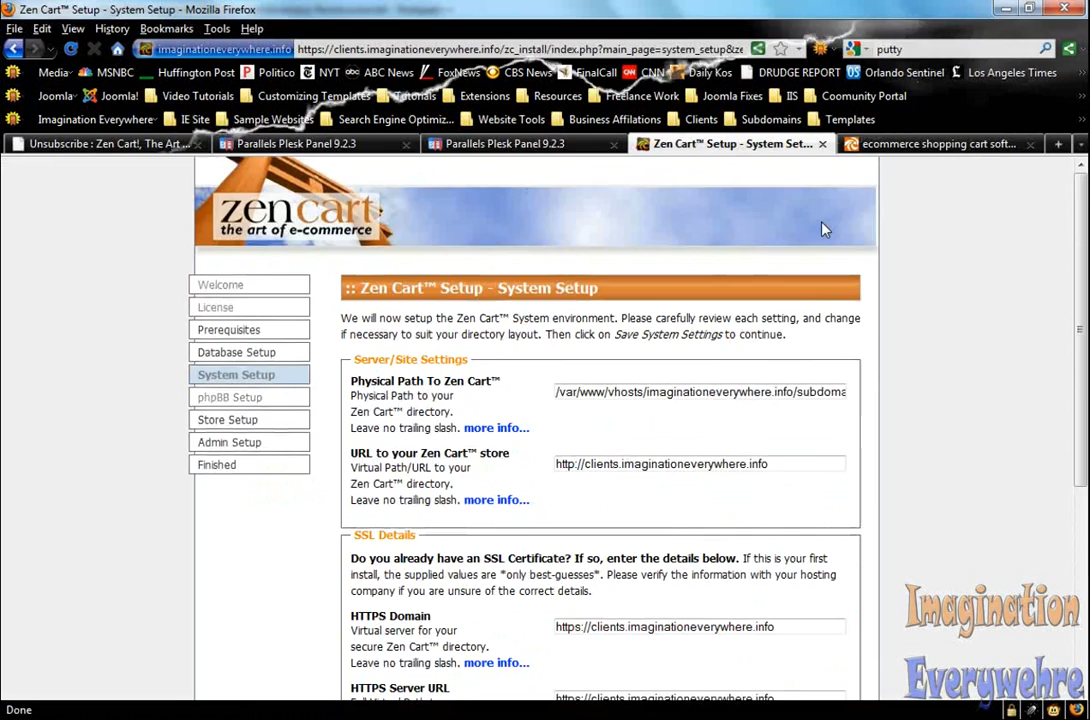 Zen Cart™ Setup - System Setup - Mozilla Firefox
File Edit View History Bookmarks Tools Help
imaginationeverywhere.info https://clients.imaginationeverywhere.info/zc_install/index.php?main_page=system_setup&ze putty
Media MSNBC Huffington Post Politico NYT ABC News FoxNews CBS News FinalCall CNN Daily Kos DRUDGE REPORT Orlando Sentinel Los Angeles Times
Joomla Joomla! Video Tutorials Customizing Templates Tutorials Extensions Resources Freelance Work Joomla Fixes IIS Coomunity Portal
Imagination Everywhere IE Site Sample Websites Search Engine Optimiz... Website Tools Business Affilations Clients Subdomains Templates
Unsubscribe : Zen Cart!, The Art ... Parallels Plesk Panel 9.2.3 Parallels Plesk Panel 9.2.3 Zen Cart™ Setup - System Set... ecommerce shopping cart soft...
zen cart
the art of e-commerce
Welcome
License
Prerequisites
Database Setup
System Setup
phpBB Setup
Store Setup
Admin Setup
Finished
:: Zen Cart™ Setup - System Setup
We will now setup the Zen Cart™ System environment. Please carefully review each setting, and change
if necessary to suit your directory layout. Then click on Save System Settings to continue.
Server/Site Settings
Physical Path To Zen Cart™
Physical Path to your
Zen Cart™ directory.
Leave no trailing slash. more info...
/var/www/vhosts/imaginationeverywhere.info/subdoma
URL to your Zen Cart™ store
Virtual Path/URL to your
Zen Cart™ directory.
Leave no trailing slash. more info...
http://clients.imaginationeverywhere.info
SSL Details
Do you already have an SSL Certificate? If so, enter the details below. If this is your first
install, the supplied values are *only best-guesses*. Please verify the information with your hosting
company if you are unsure of the correct details.
HTTPS Domain
Virtual server for your
secure Zen Cart™ directory.
Leave no trailing slash. more info...
https://clients.imaginationeverywhere.info
HTTPS Server URL
https://clients.imaginationeverywhere.info
Imagination
Everywehre
Done